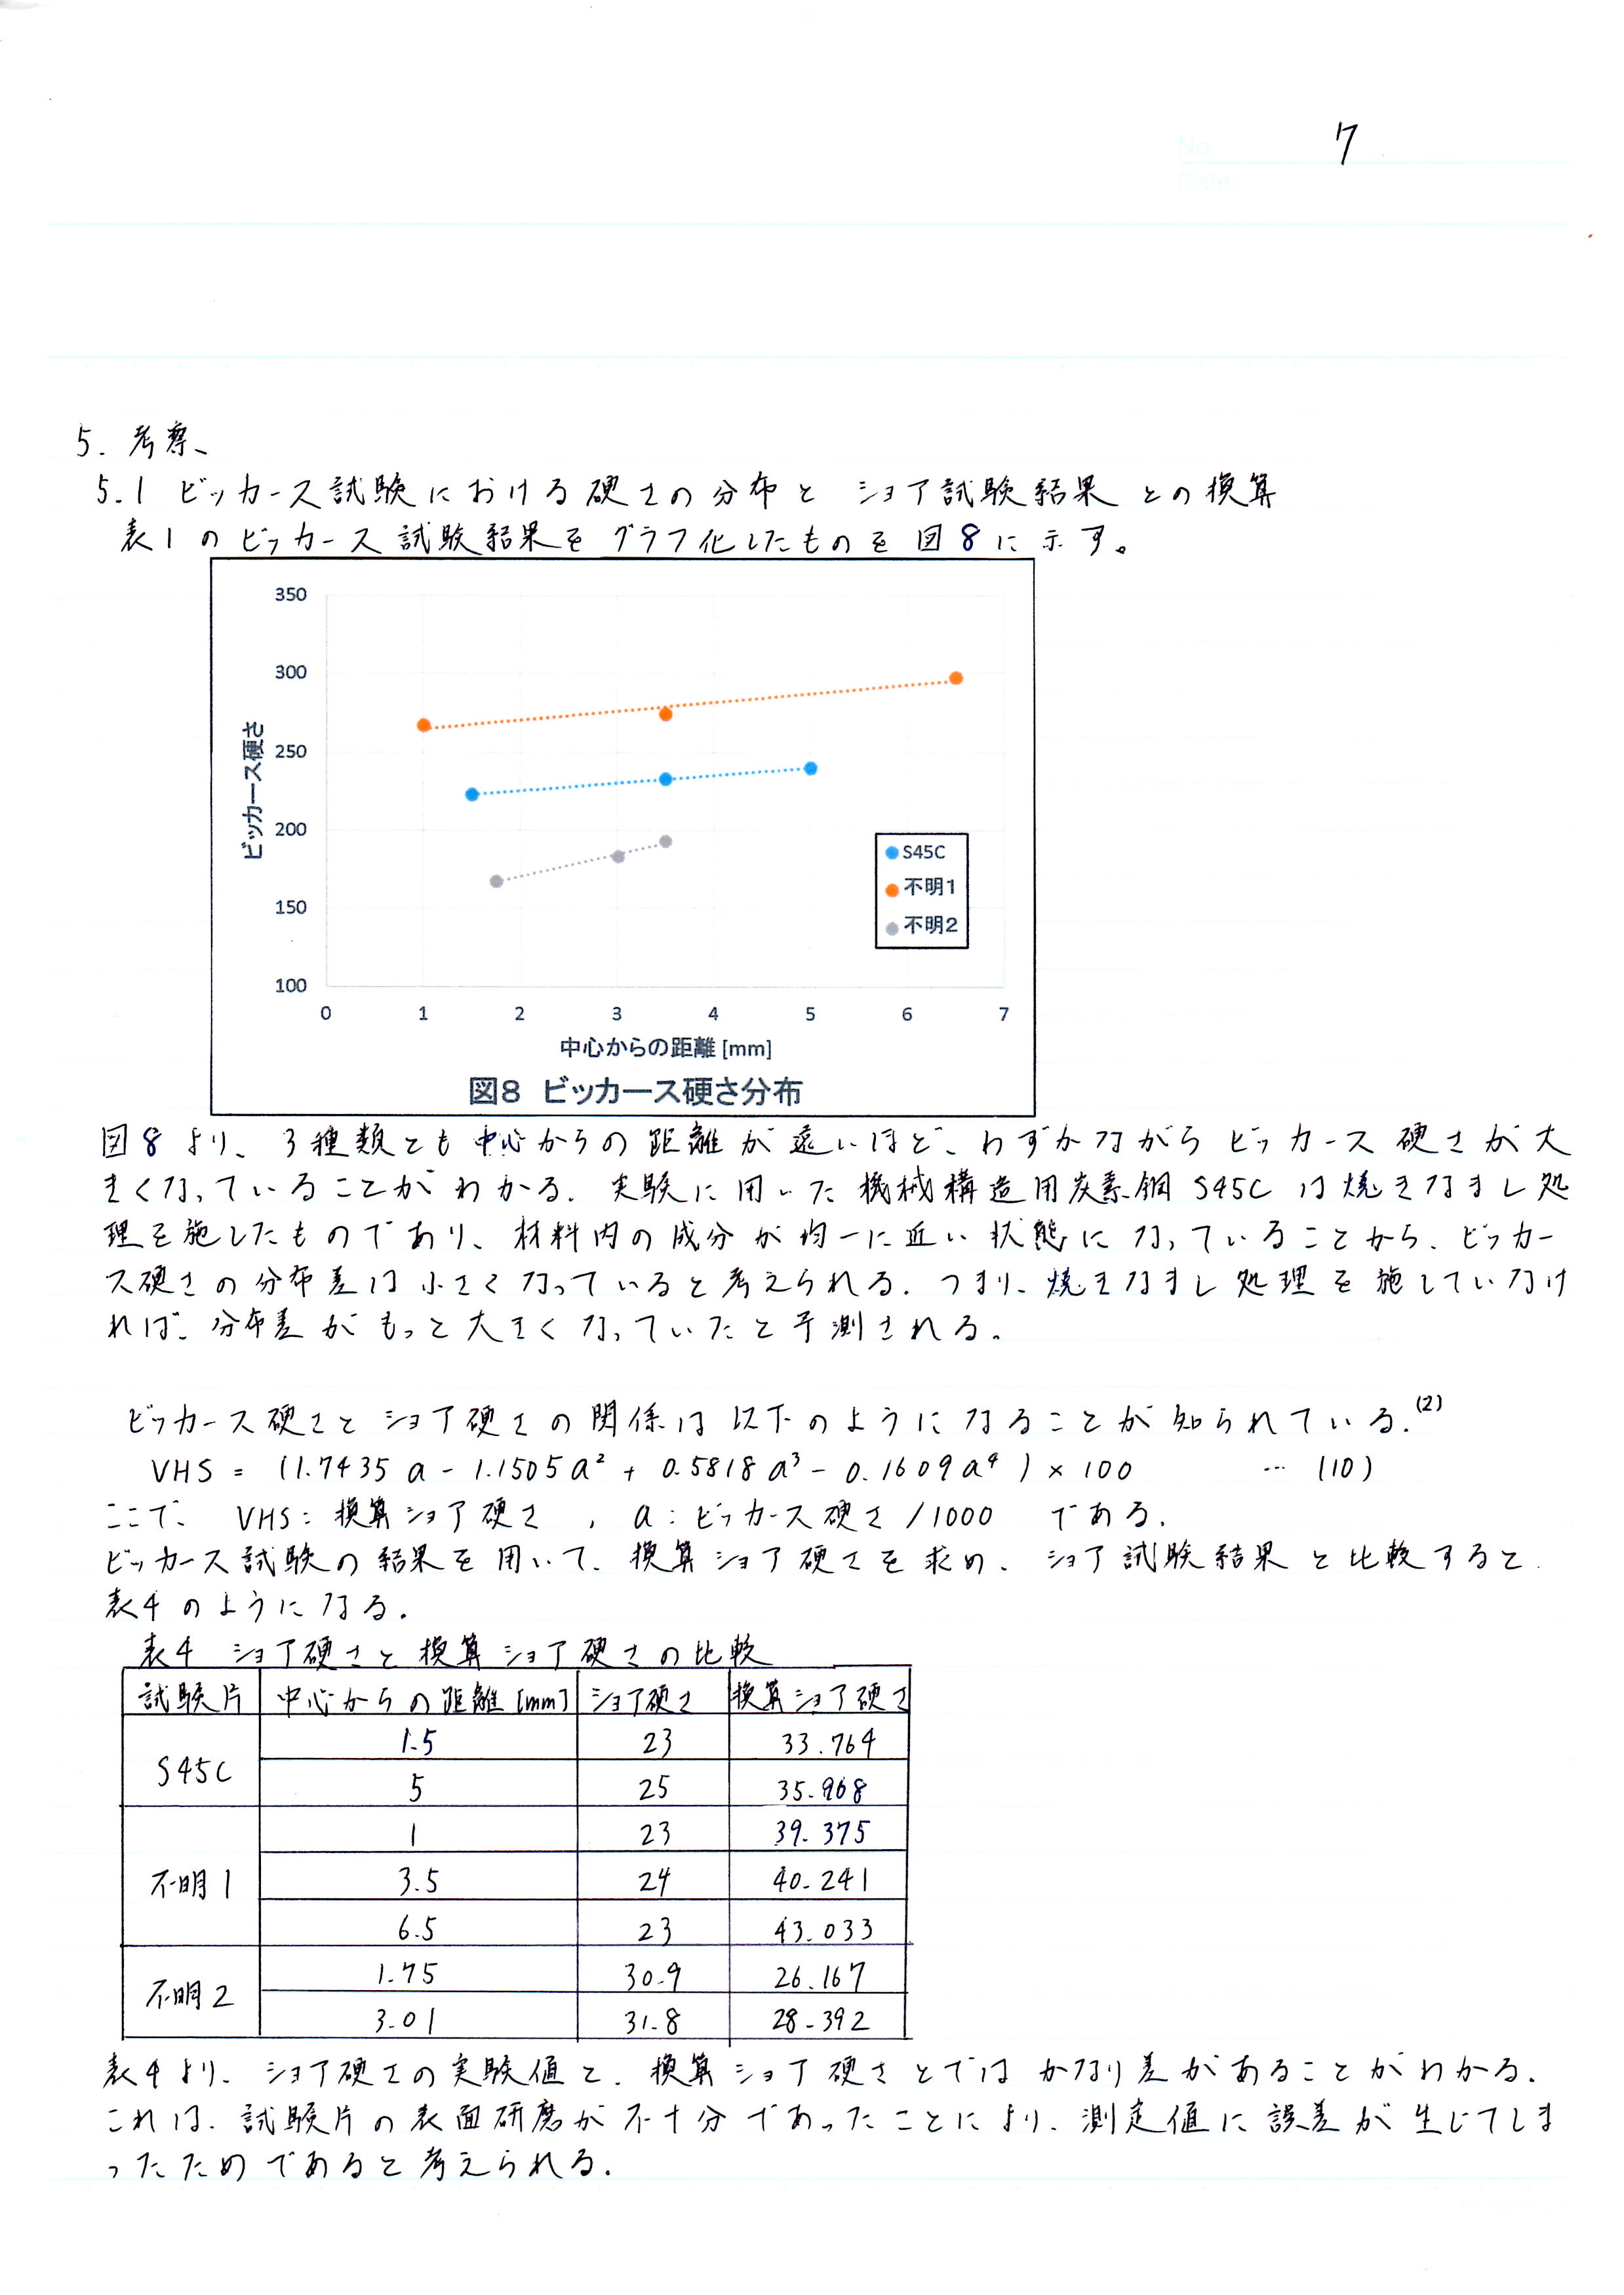 No. 7
Date
5. 考察
5.1 ビッカース試験における硬さの分布とショア試験結果との換算
表1のビッカース試験結果をグラフ化したものを図8に示す。
350
300
250
200
150
100
ビッカース硬さ
S45C
不明1
不明2
0 1 2 3 4 5 6 7
中心からの距離 [mm]
図8 ビッカース硬さ分布
図8より、3種類とも中心からの距離が遠いほど、わずかながらビッカース硬さが大
きくなっていることがわかる。実験に用いた機械構造用炭素鋼S45Cは焼きなまし処
理を施したものであり、材料内の成分が均一に近い状態になっていることから、ビッカー
ス硬さの分布差は小さくなっていると考えられる。つまり、焼きなまし処理を施していなけ
れば、分布差がもっと大きくなっていたと予測される。
ビッカース硬さとショア硬さの関係は以下のようになることが知られている。(2)
VHS = (1.7435a - 1.1505a² + 0.5818a³ - 0.1609a⁴) × 100 … (10)
ここで、VHS: 換算ショア硬さ , a: ビッカース硬さ/1000 である。
ビッカース試験の結果を用いて、換算ショア硬さを求め、ショア試験結果と比較すると、
表4のようになる。
表4 ショア硬さと換算ショア硬さの比較
試験片 中心からの距離[mm] ショア硬さ 換算ショア硬さ
S45C 1.5 23 33.764
5 25 35.968
不明1 1 23 39.375
3.5 24 40.241
6.5 23 43.033
不明2 1.75 30.9 26.167
3.01 31.8 28.392
表4より、ショア硬さの実験値と、換算ショア硬さとではかなり差があることがわかる。
これは、試験片の表面研磨が不十分であったことにより、測定値に誤差が生じてしま
ったためであると考えられる。